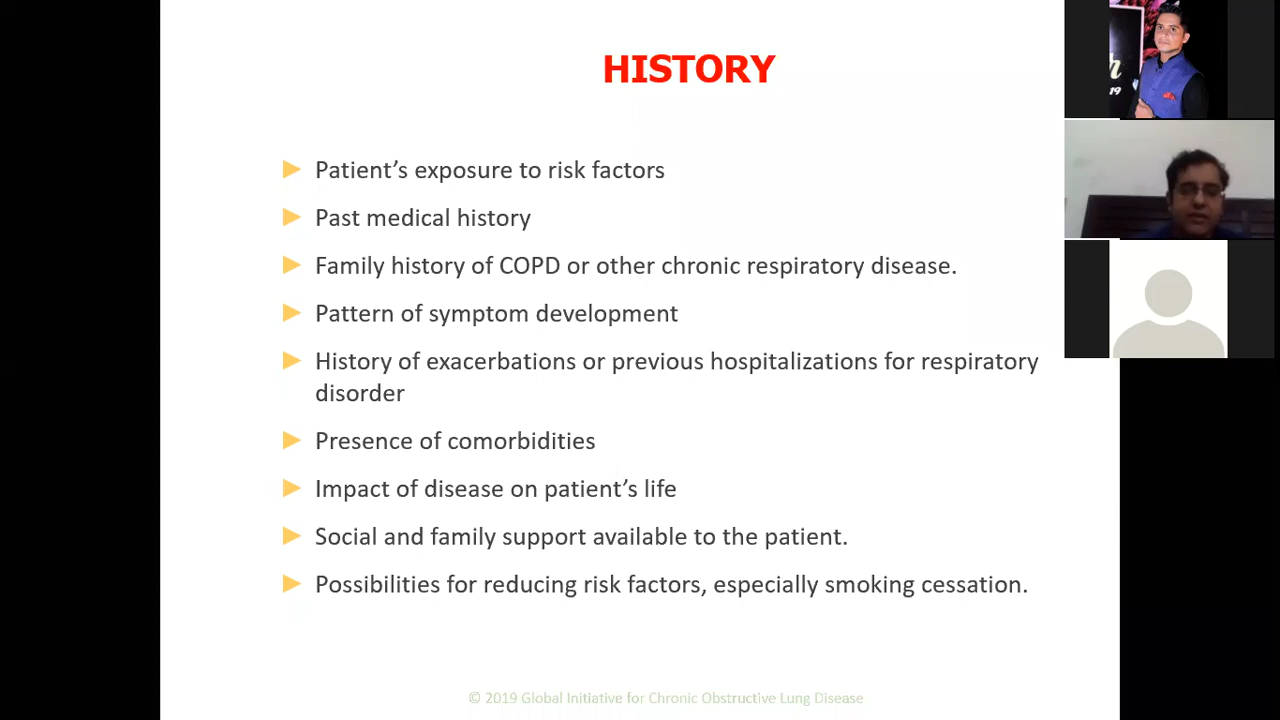 HISTORY
Patient’s exposure to risk factors
Past medical history
Family history of COPD or other chronic respiratory disease.
Pattern of symptom development
History of exacerbations or previous hospitalizations for respiratory
disorder
Presence of comorbidities
Impact of disease on patient’s life
Social and family support available to the patient.
Possibilities for reducing risk factors, especially smoking cessation.
© 2019 Global Initiative for Chronic Obstructive Lung Disease
h
19